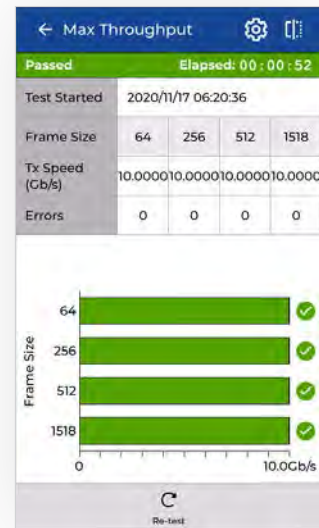 Max Throughput
Passed Elapsed: 00:00:52
Test Started 2020/11/17 06:20:36
Frame Size 64 256 512 1518
Tx Speed (Gb/s) 10.0000 10.0000 10.0000 10.0000
Errors 0 0 0 0
Frame Size
64
256
512
1518
0 10.0Gb/s
Re-test